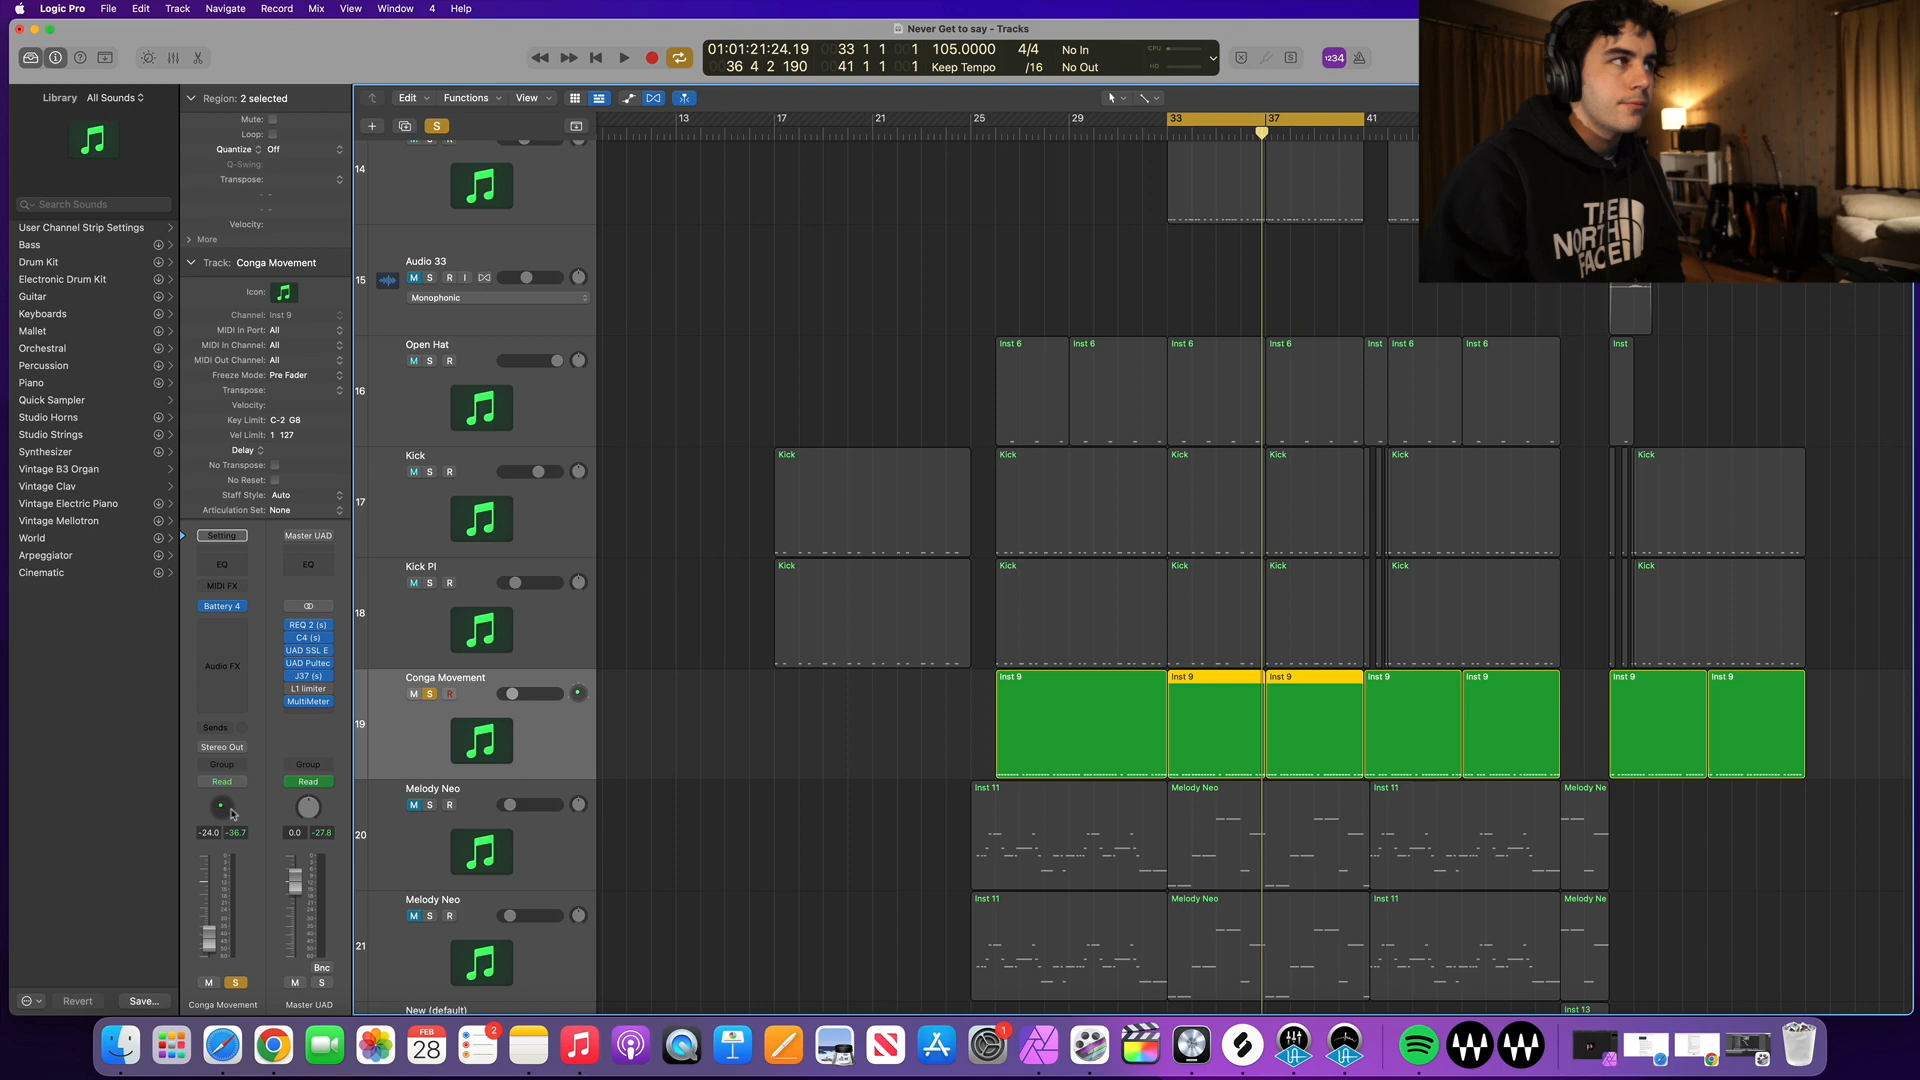 Logic Pro File Edit Track Navigate Record Mix View Window 4 Help
Never Get to say - Tracks
01:01:21:24.19 0033 1 1 001 105.0000 4/4 No In CPU
0036 4 2 190 0041 1 1 001 Keep Tempo /16 No Out HD
1234
Library All Sounds
Search Sounds
User Channel Strip Settings
Bass
Drum Kit
Electronic Drum Kit
Guitar
Keyboards
Mallet
Orchestral
Percussion
Piano
Quick Sampler
Studio Horns
Studio Strings
Synthesizer
Vintage B3 Organ
Vintage Clav
Vintage Electric Piano
Vintage Mellotron
World
Arpeggiator
Cinematic
Revert Save...
Region: 2 selected
Mute:
Loop:
Quantize Off
Q-Swing:
Transpose:
Velocity:
More
Track: Conga Movement
Icon:
Channel: Inst 9
MIDI In Port: All
MIDI In Channel: All
MIDI Out Channel: All
Freeze Mode: Pre Fader
Transpose:
Velocity:
Key Limit: C-2 G8
Vel Limit: 1 127
Delay
No Transpose:
No Reset:
Staff Style: Auto
Articulation Set: None
Setting Master UAD
EQ EQ
MIDI FX
Battery 4
REQ 2 (s)
C4 (s)
UAD SSL E
Audio FX UAD Pultec
J37 (s)
L1 limiter
MultiMeter
Sends
Stereo Out
Group Group
Read Read
-24.0 -36.7 0.0 -27.8
Bnc
M S M S
Conga Movement Master UAD
Edit Functions View
S
13 17 21 25 29 33 37 41
14
M S R
15 Audio 33
M S R I
Monophonic
16 Open Hat
M S R
Inst 6 Inst 6 Inst 6 Inst 6 Inst Inst 6 Inst 6 Inst
17 Kick
M S R
Kick Kick Kick Kick Kick Kick
18 Kick Pl
M S R
Kick Kick Kick Kick Kick Kick
19 Conga Movement
M S R
Inst 9 Inst 9 Inst 9 Inst 9 Inst 9 Inst 9 Inst 9
20 Melody Neo
M S R
Inst 11 Melody Neo Inst 11 Melody Ne
21 Melody Neo
M S R
Inst 11 Melody Neo Inst 11 Melody Ne
New (default)
Inst 13
THE
NORTH
FACE
FEB
28
2
1